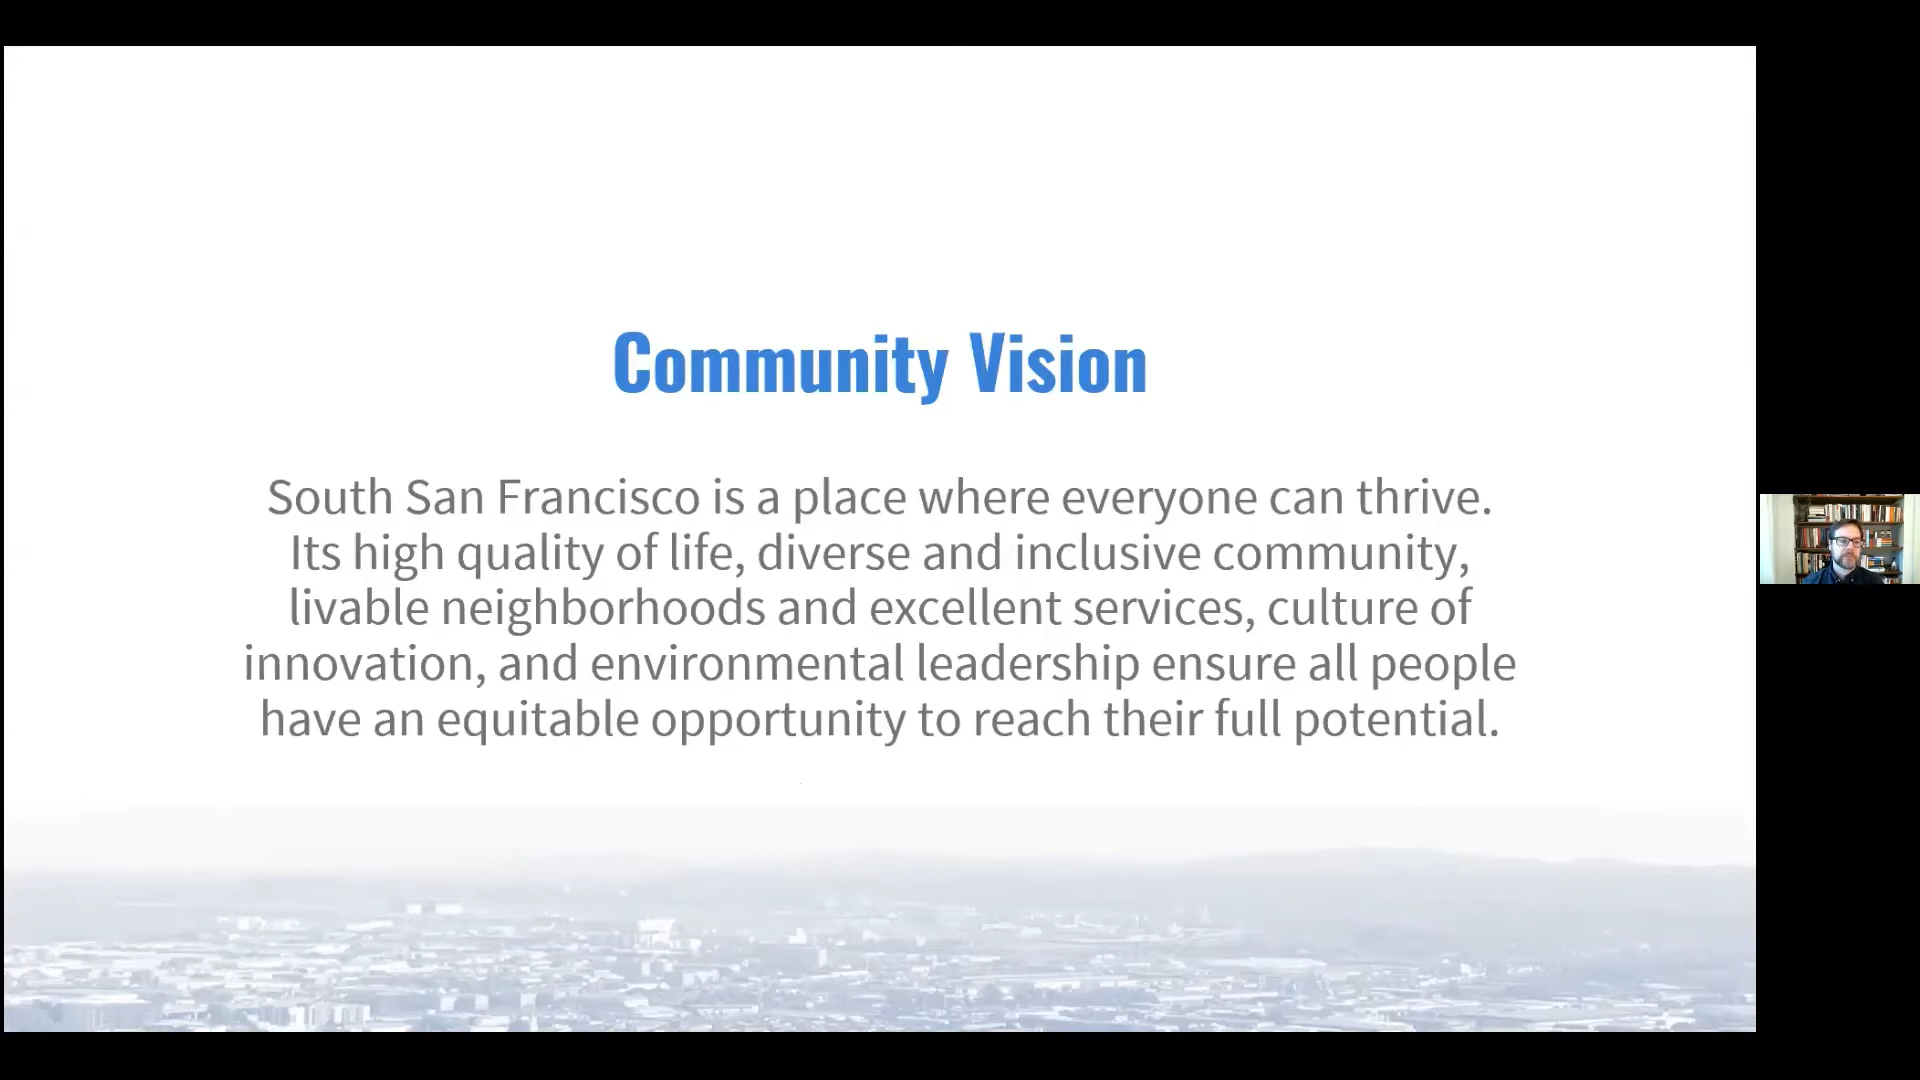 Community Vision
South San Francisco is a place where everyone can thrive.
Its high quality of life, diverse and inclusive community,
livable neighborhoods and excellent services, culture of
innovation, and environmental leadership ensure all people
have an equitable opportunity to reach their full potential.